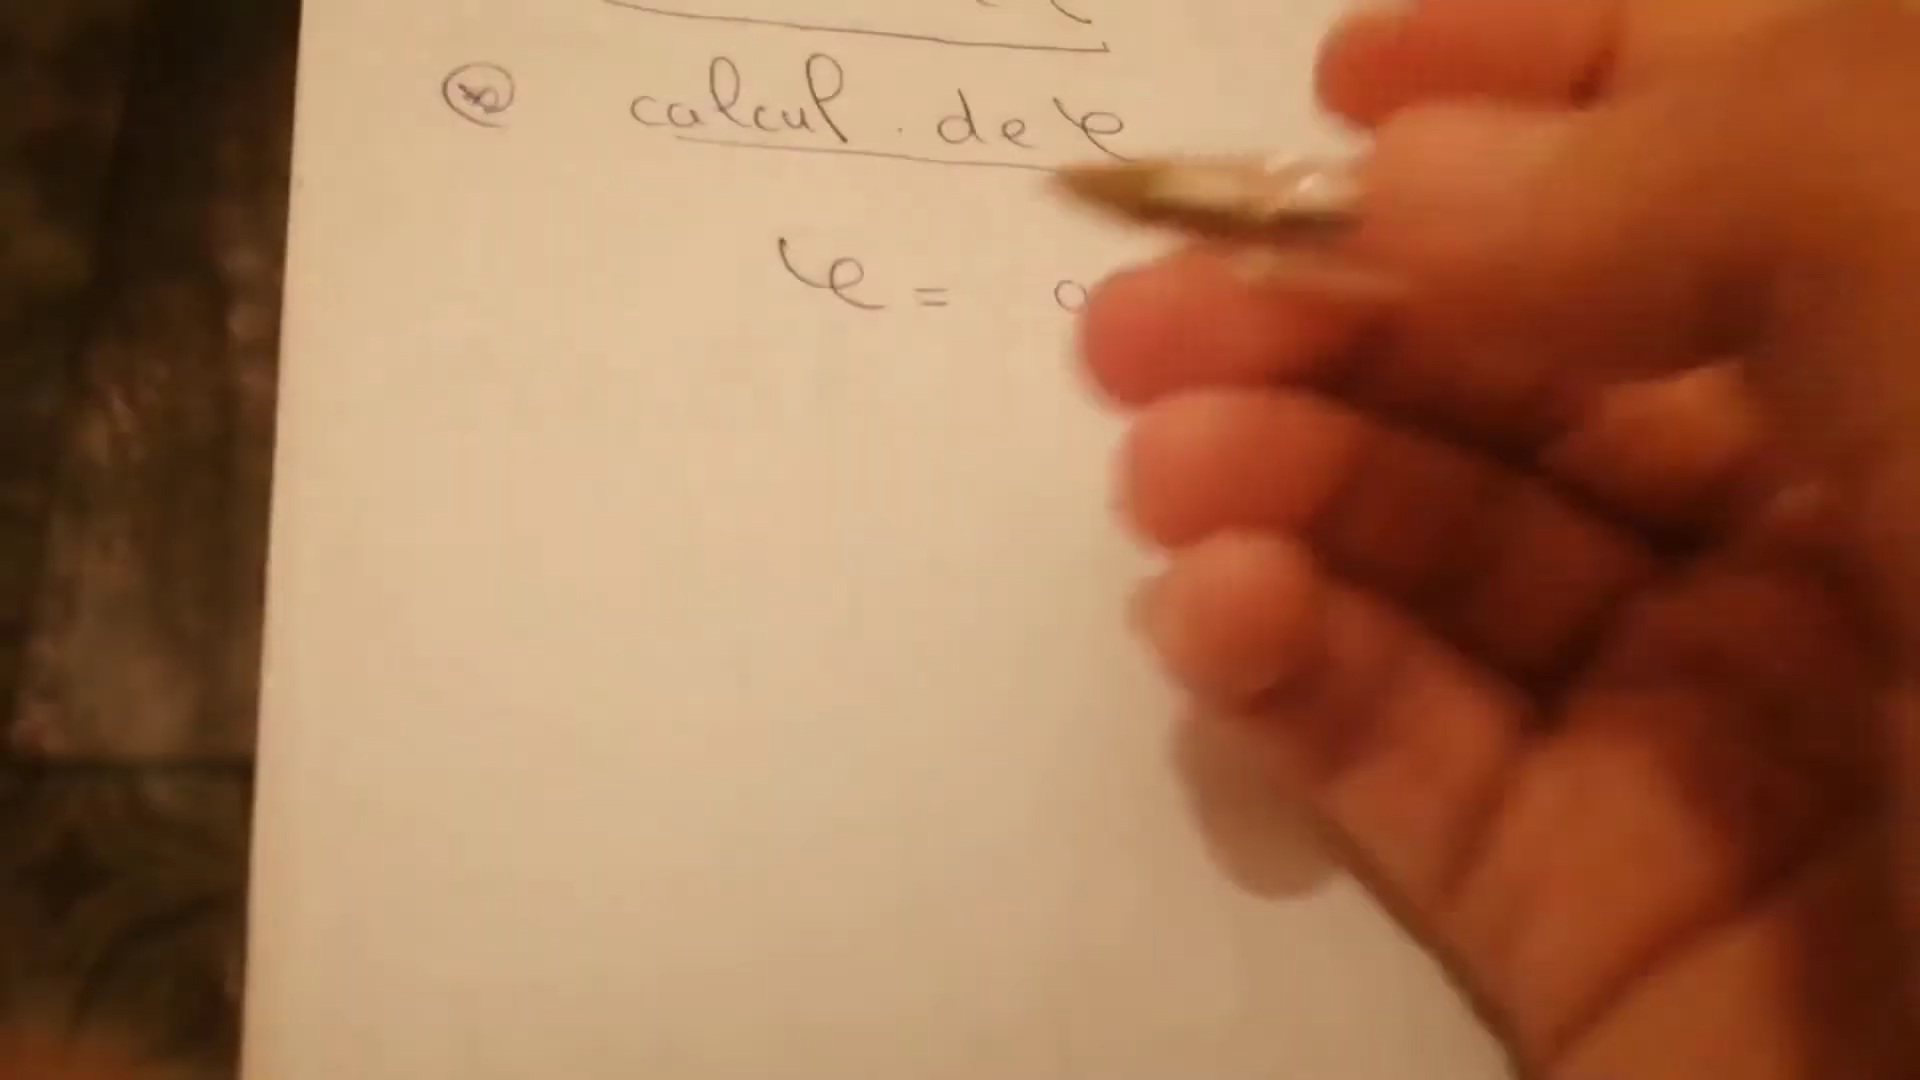 calcul. de φ
φ =